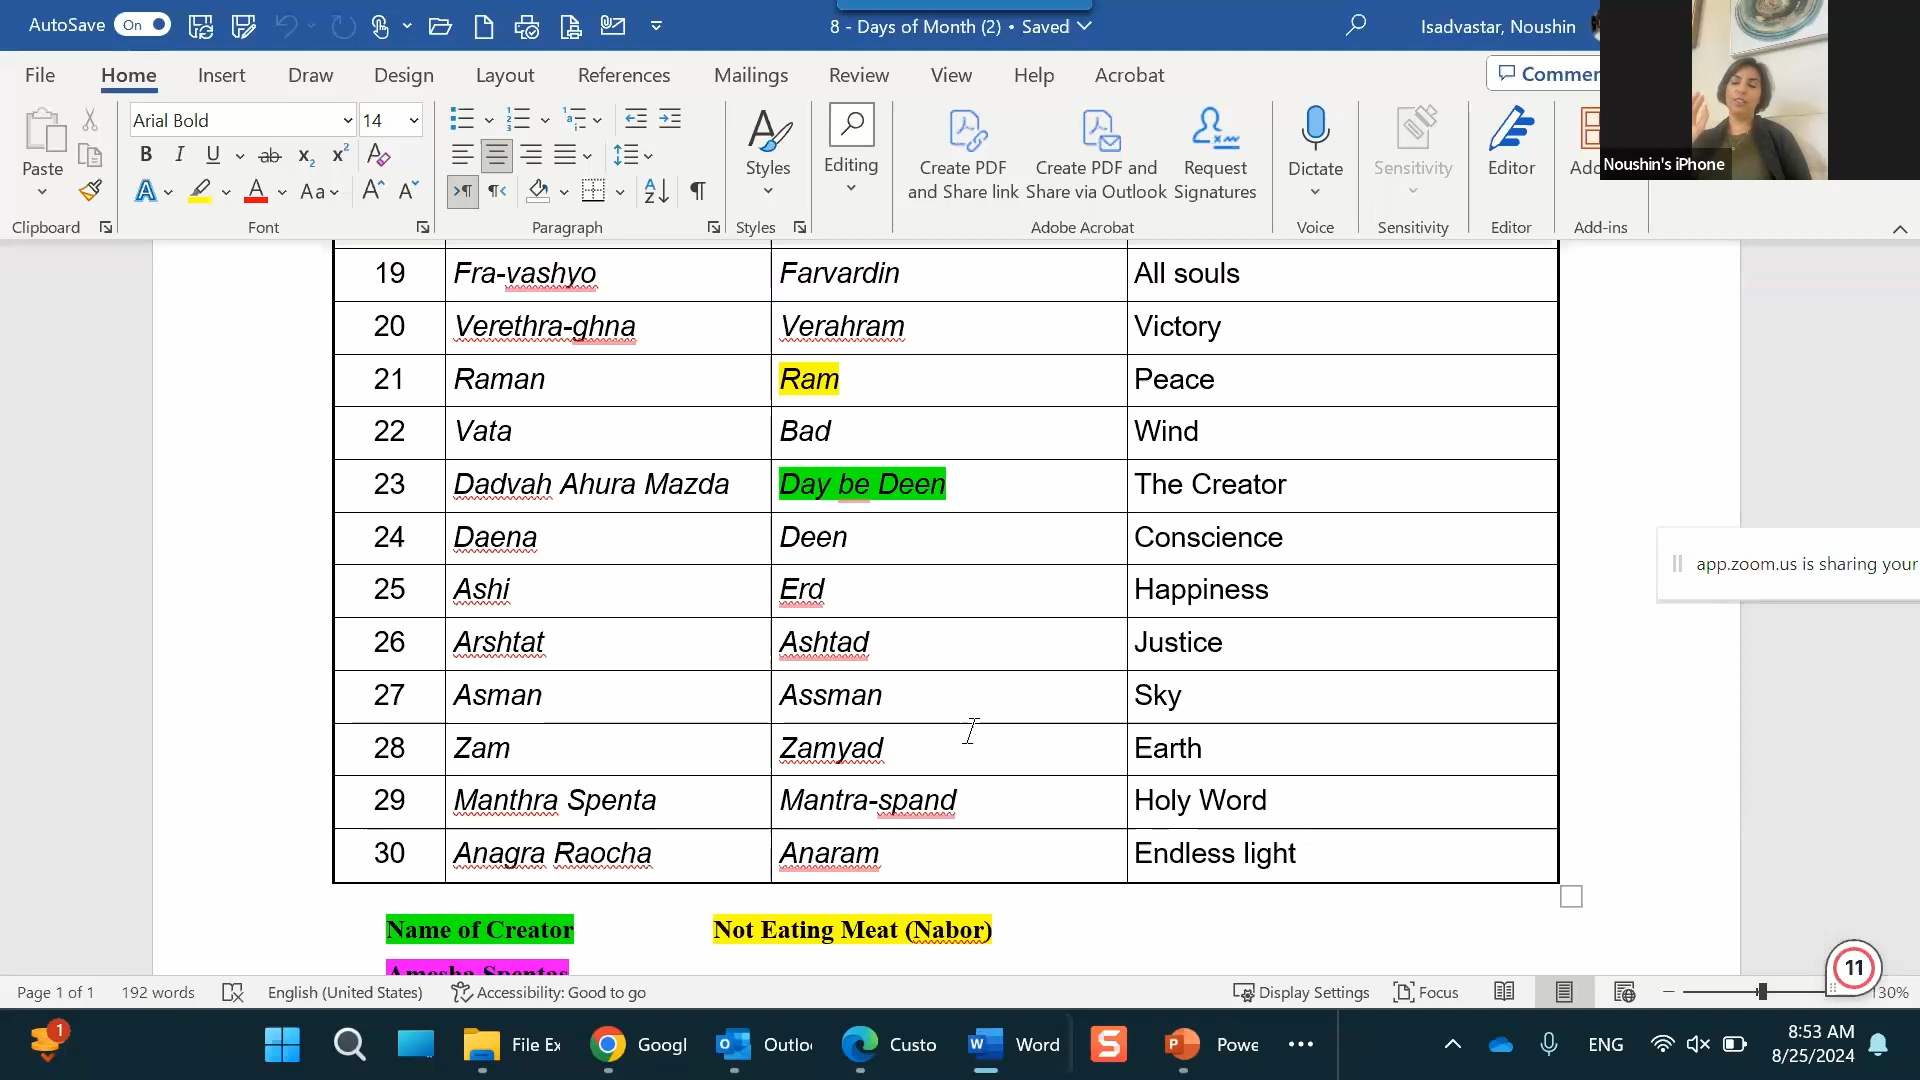 AutoSave On 8 - Days of Month (2) • Saved Isadvastar, Noushin
File Home Insert Draw Design Layout References Mailings Review View Help Acrobat
Arial Bold 14
Paste Styles Editing Create PDF and Share link Create PDF and Share via Outlook Request Signatures Dictate Sensitivity Editor
Clipboard Font Paragraph Styles Adobe Acrobat Voice Sensitivity Editor Add-ins
Noushin's iPhone
19 Fra-vashyo Farvardin All souls
20 Verethra-ghna Verahram Victory
21 Raman Ram Peace
22 Vata Bad Wind
23 Dadvah Ahura Mazda Day be Deen The Creator
24 Daena Deen Conscience
25 Ashi Erd Happiness
26 Arshtat Ashtad Justice
27 Asman Assman Sky
28 Zam Zamyad Earth
29 Manthra Spenta Mantra-spand Holy Word
30 Anagra Raocha Anaram Endless light
Name of Creator Not Eating Meat (Nabor)
Amesha Spentas
app.zoom.us is sharing your
11
Page 1 of 1 192 words English (United States) Accessibility: Good to go Display Settings Focus 130%
1 File Ex Googl Outlo Custo Word Powe ENG 8:53 AM
8/25/2024